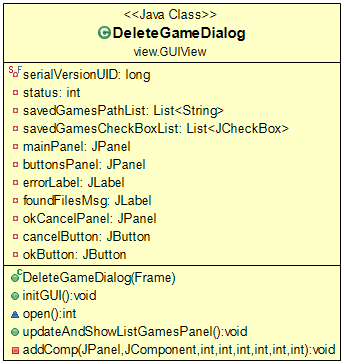 <<Java Class>>
C DeleteGameDialog
view.GUIView
S F serialVersionUID: long
status: int
savedGamesPathList: List<String>
savedGamesCheckBoxList: List<JCheckBox>
mainPanel: JPanel
buttonsPanel: JPanel
errorLabel: JLabel
foundFilesMsg: JLabel
okCancelPanel: JPanel
cancelButton: JButton
okButton: JButton
C DeleteGameDialog(Frame)
initGUI():void
open():int
updateAndShowListGamesPanel():void
addComp(JPanel,JComponent,int,int,int,int,int,int):void